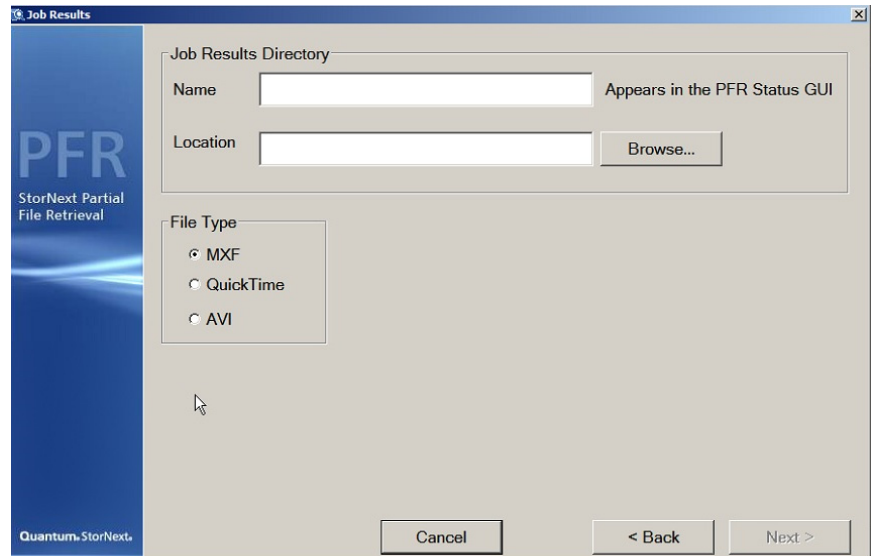 Job Results
Job Results Directory
Name
Appears in the PFR Status GUI
Location
Browse...
PFR
StorNext Partial
File Retrieval
File Type
MXF
QuickTime
AVI
Quantum. StorNext.
Cancel
< Back
Next >